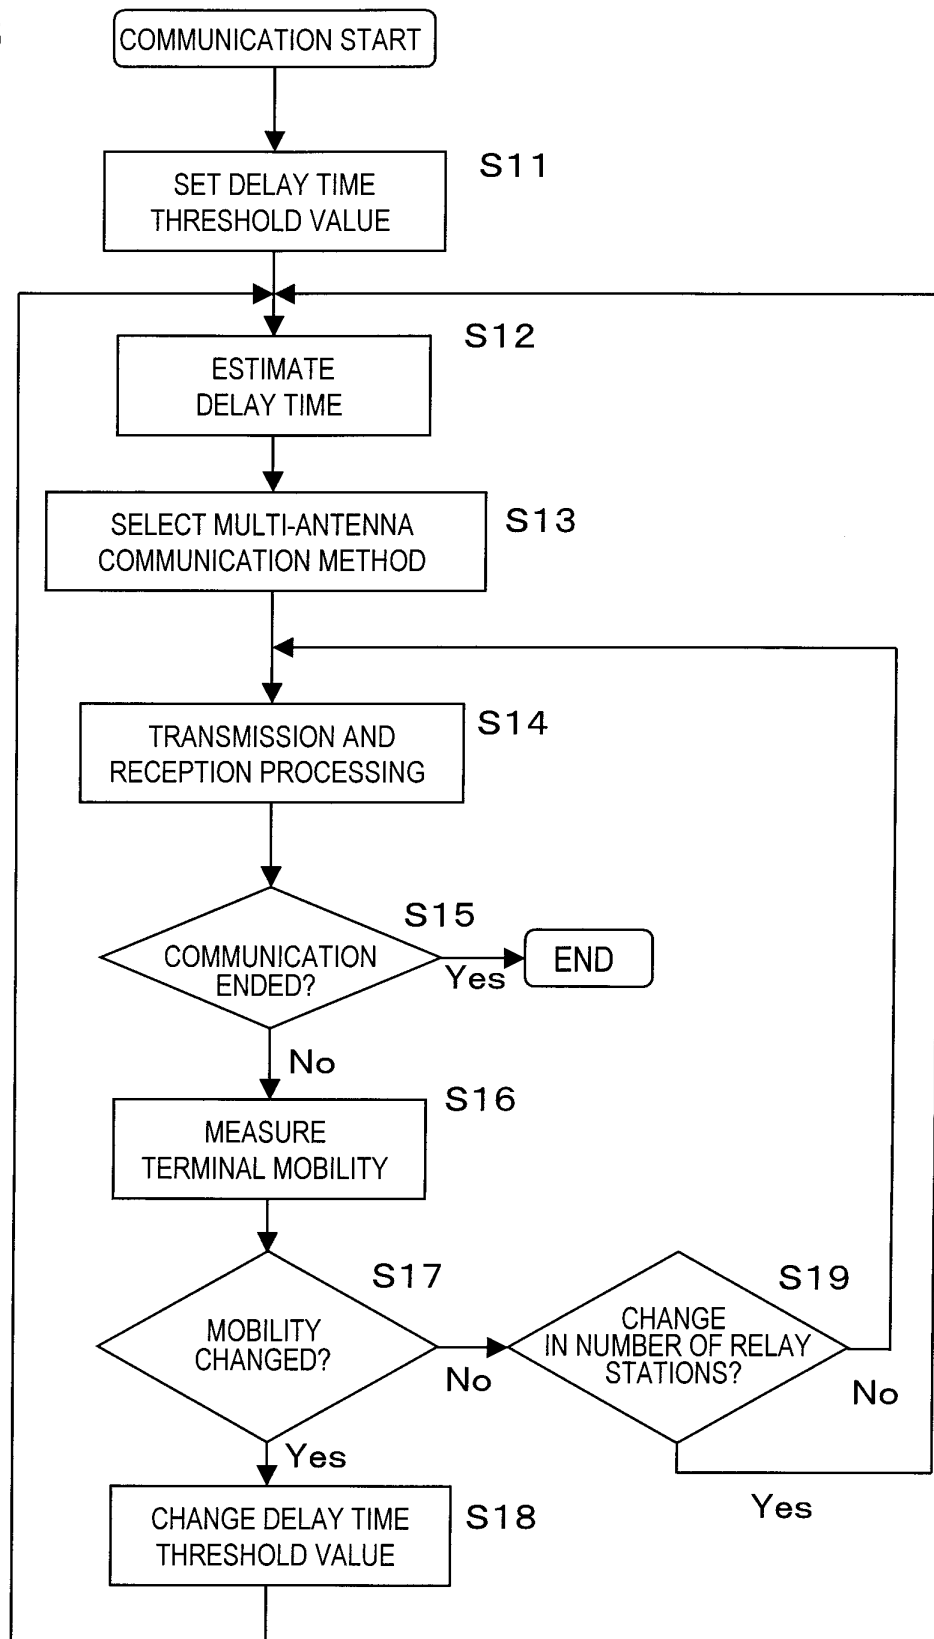 COMMUNICATION START
S11
SET DELAY TIME
THRESHOLD VALUE
S12
ESTIMATE
DELAY TIME
S13
SELECT MULTI-ANTENNA
COMMUNICATION METHOD
S14
TRANSMISSION AND
RECEPTION PROCESSING
S15
COMMUNICATION
ENDED?
Yes
END
No
S16
MEASURE
TERMINAL MOBILITY
S17
MOBILITY
CHANGED?
No
S19
CHANGE
IN NUMBER OF RELAY
STATIONS?
No
Yes
Yes
S18
CHANGE DELAY TIME
THRESHOLD VALUE